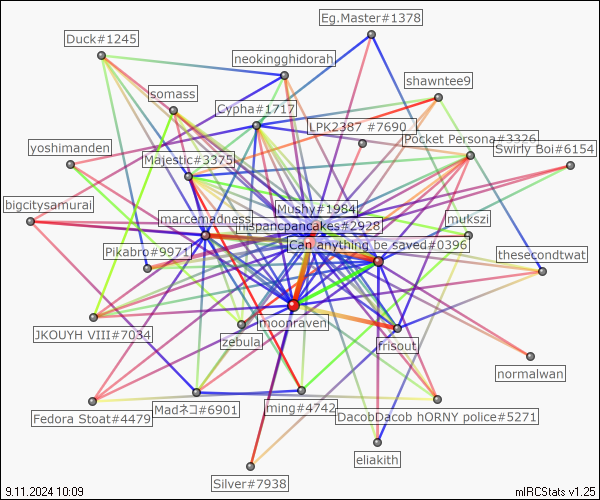 Eg.Master#1378
Duck#1245
neokingghidorah
shawntee9
somass
Cypha#1717
LPK2387 #7690
Pocket Persona#3326
yoshimanden
Swirly Boi#6154
Majestic#3375
bigcitysamurai
Mushy#1984
marcemadness
mispancpancakes#2928
mukszi
Can anything be saved#0396
Pikabro#9971
thesecondtwat
moonraven
JKOUYH VIII#7034
zebula
frisout
normalwan
Madネコ#6901
ming#4742
Fedora Stoat#4479
DacobDacob hORNY police#5271
eliakith
Silver#7938
9.11.2024 10:09
mIRCStats v1.25